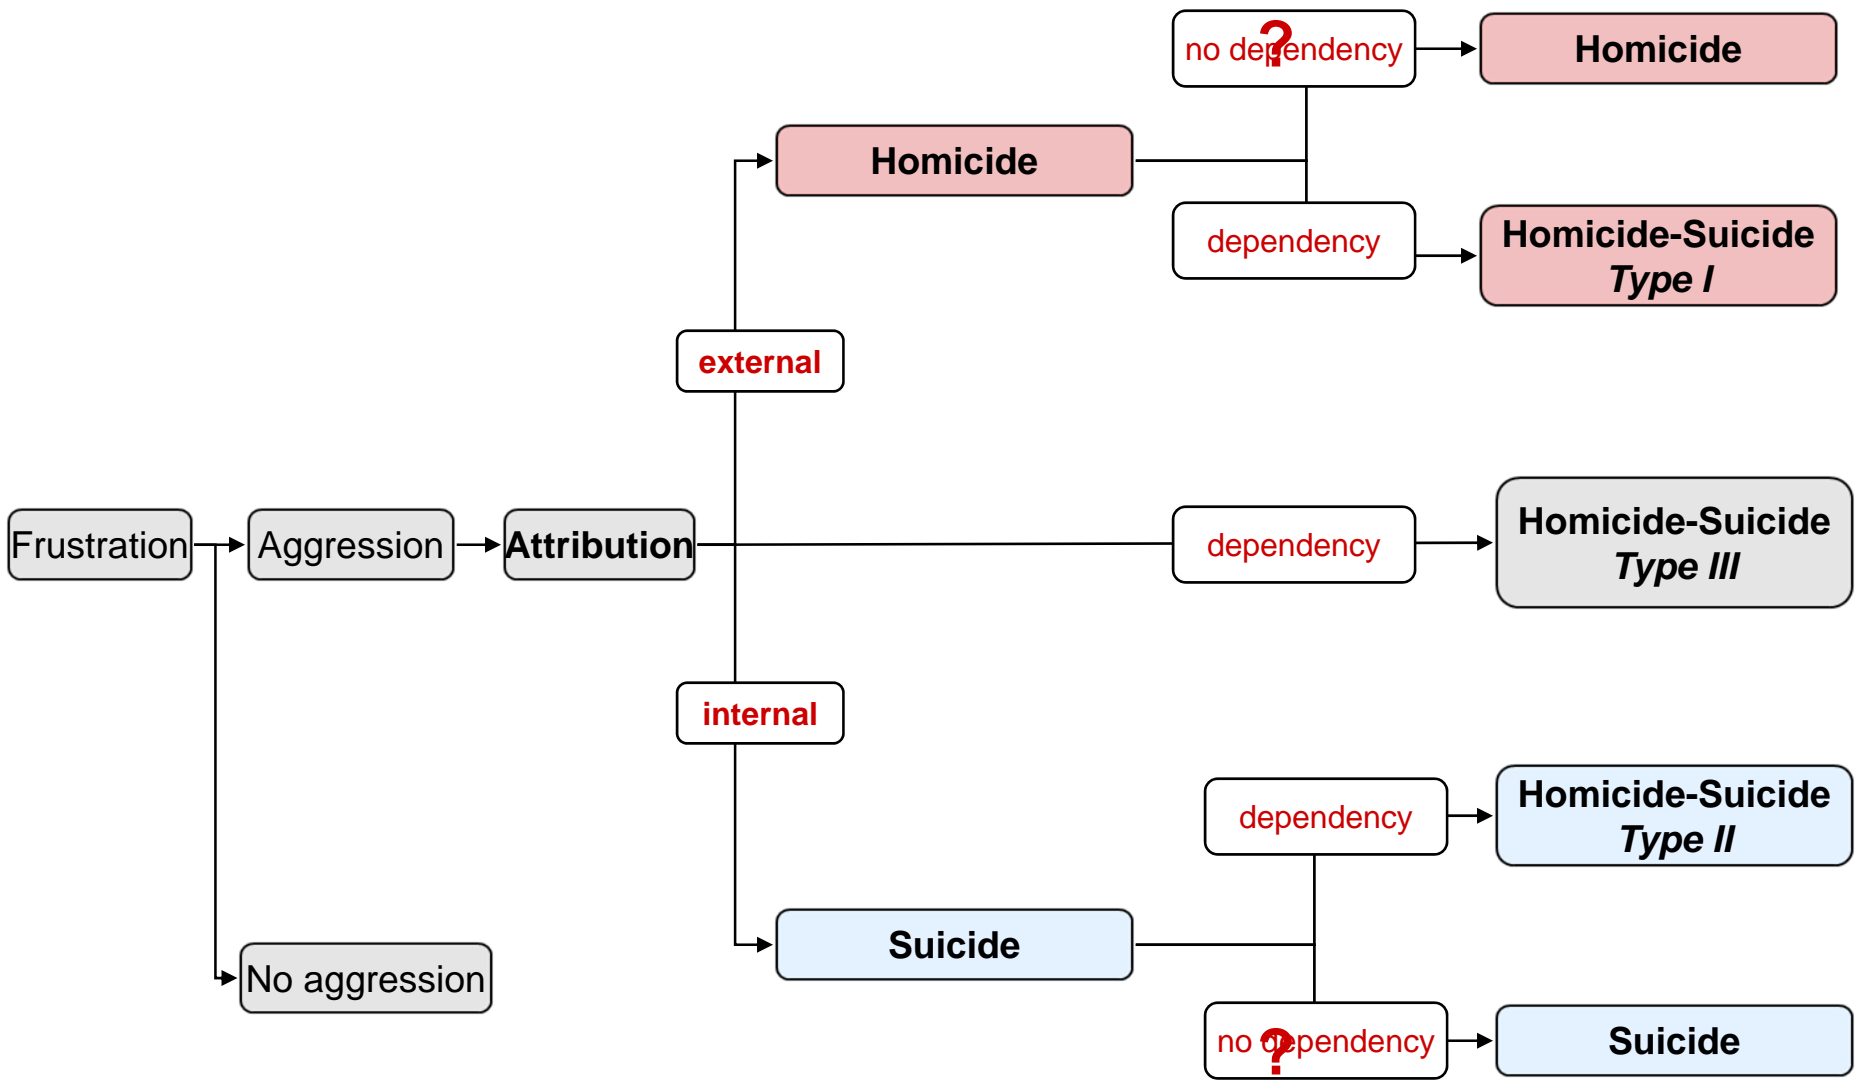 ?
no dependency
Homicide
Homicide
dependency
Homicide-Suicide
Type I
external
Frustration
Aggression
Attribution
dependency
Homicide-Suicide
Type III
internal
dependency
Homicide-Suicide
Type II
Suicide
No aggression
no dependency
?
Suicide